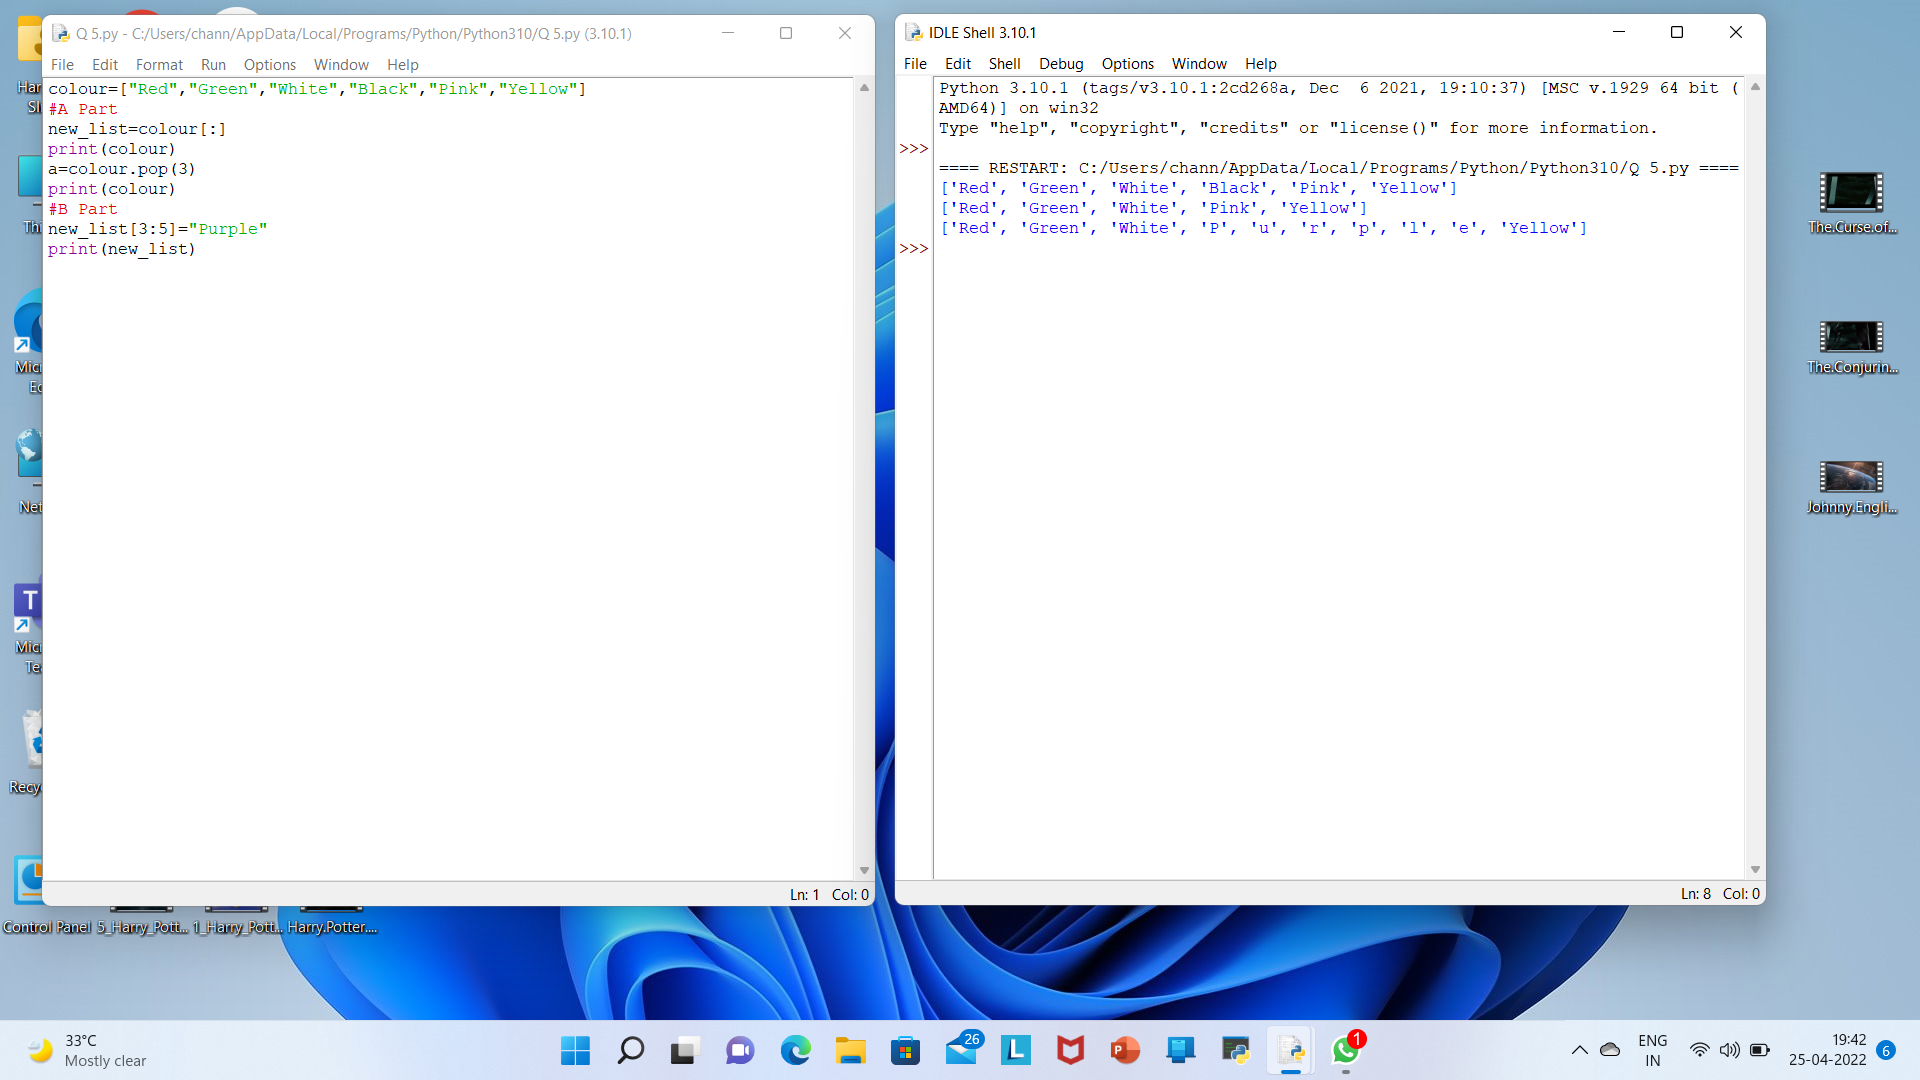 Q 5.py - C:/Users/chann/AppData/Local/Programs/Python/Python310/Q 5.py (3.10.1)
File Edit Format Run Options Window Help
colour=["Red","Green","White","Black","Pink","Yellow"]
#A Part
new_list=colour[:]
print(colour)
a=colour.pop(3)
print(colour)
#B Part
new_list[3:5]="Purple"
print(new_list)
Ln: 1 Col: 0
IDLE Shell 3.10.1
File Edit Shell Debug Options Window Help
Python 3.10.1 (tags/v3.10.1:2cd268a, Dec  6 2021, 19:10:37) [MSC v.1929 64 bit (
AMD64)] on win32
Type "help", "copyright", "credits" or "license()" for more information.
>>>
==== RESTART: C:/Users/chann/AppData/Local/Programs/Python/Python310/Q 5.py ====
['Red', 'Green', 'White', 'Black', 'Pink', 'Yellow']
['Red', 'Green', 'White', 'Pink', 'Yellow']
['Red', 'Green', 'White', 'P', 'u', 'r', 'p', 'l', 'e', 'Yellow']
>>>
Ln: 8 Col: 0
Har
Sl
Thi
Micr
Ed
Net
T
Micr
Te
Recy
Control Panel
5_Harry_Pott...
1_Harry_Pott...
Harry.Potter....
The.Curse.of...
The.Conjurin...
Johnny.Engli...
33°C
Mostly clear
26
L
P
1
ENG
IN
19:42
25-04-2022
6